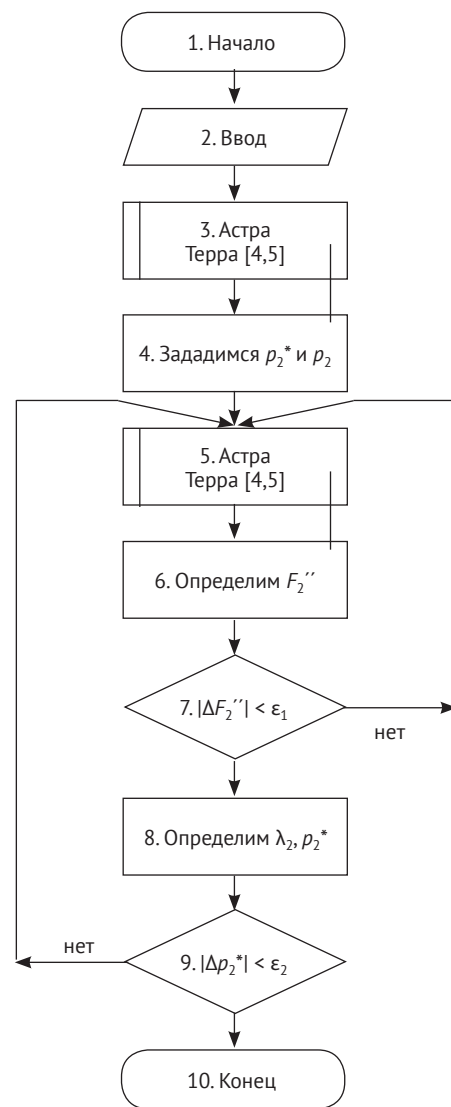 1. Начало
2. Ввод
3. Астра
Терра [4,5]
4. Зададимся p₂* и p₂
5. Астра
Терра [4,5]
6. Определим F₂´´
7. |ΔF₂´´| < ε₁
нет
8. Определим λ₂, p₂*
нет
9. |Δp₂*| < ε₂
10. Конец